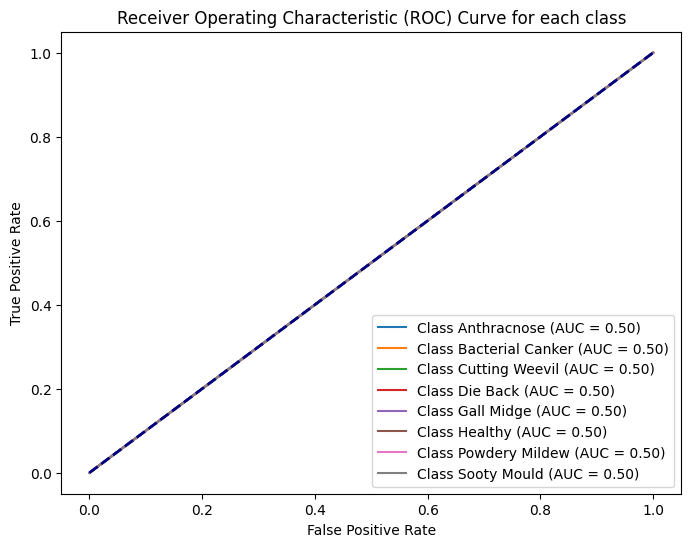 Receiver Operating Characteristic (ROC) Curve for each class
True Positive Rate
1.0
0.8
0.6
0.4
0.2
0.0
Class Anthracnose (AUC = 0.50)
Class Bacterial Canker (AUC = 0.50)
Class Cutting Weevil (AUC = 0.50)
Class Die Back (AUC = 0.50)
Class Gall Midge (AUC = 0.50)
Class Healthy (AUC = 0.50)
Class Powdery Mildew (AUC = 0.50)
Class Sooty Mould (AUC = 0.50)
0.0 0.2 0.4 0.6 0.8 1.0
False Positive Rate